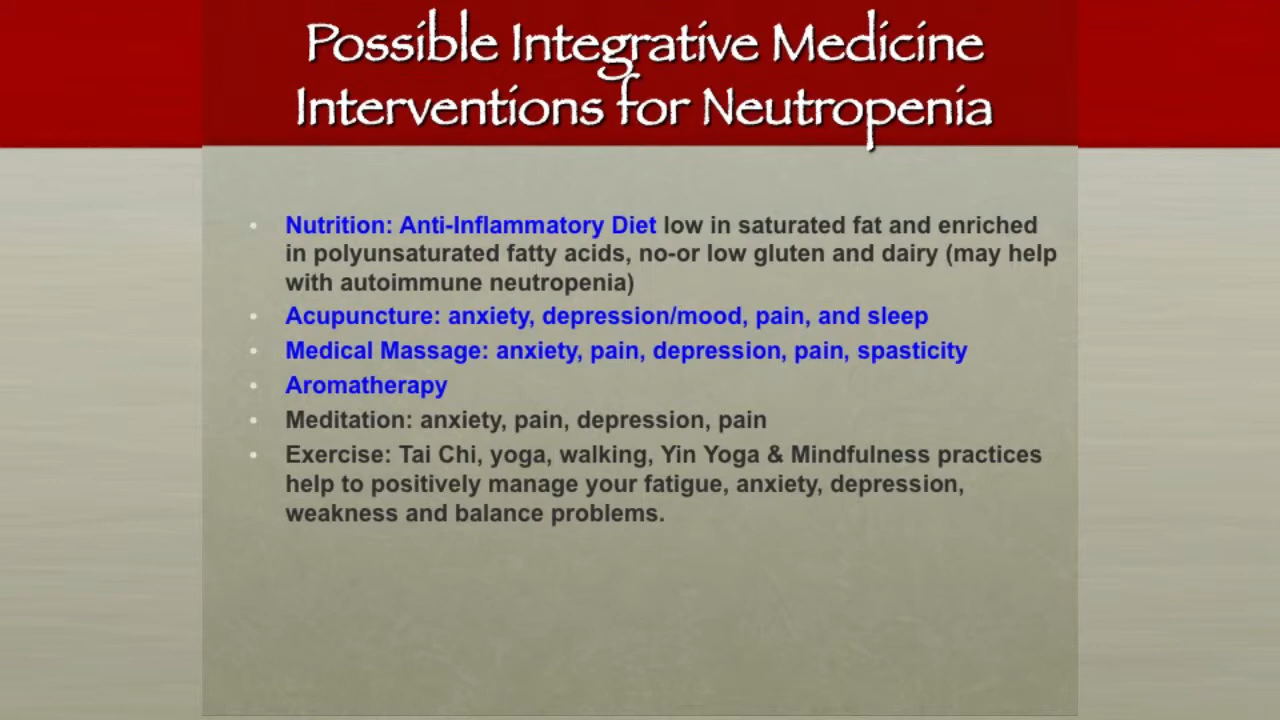 Possible Integrative Medicine
Interventions for Neutropenia
• Nutrition: Anti-Inflammatory Diet low in saturated fat and enriched
in polyunsaturated fatty acids, no-or low gluten and dairy (may help
with autoimmune neutropenia)
• Acupuncture: anxiety, depression/mood, pain, and sleep
• Medical Massage: anxiety, pain, depression, pain, spasticity
• Aromatherapy
• Meditation: anxiety, pain, depression, pain
• Exercise: Tai Chi, yoga, walking, Yin Yoga & Mindfulness practices
help to positively manage your fatigue, anxiety, depression,
weakness and balance problems.